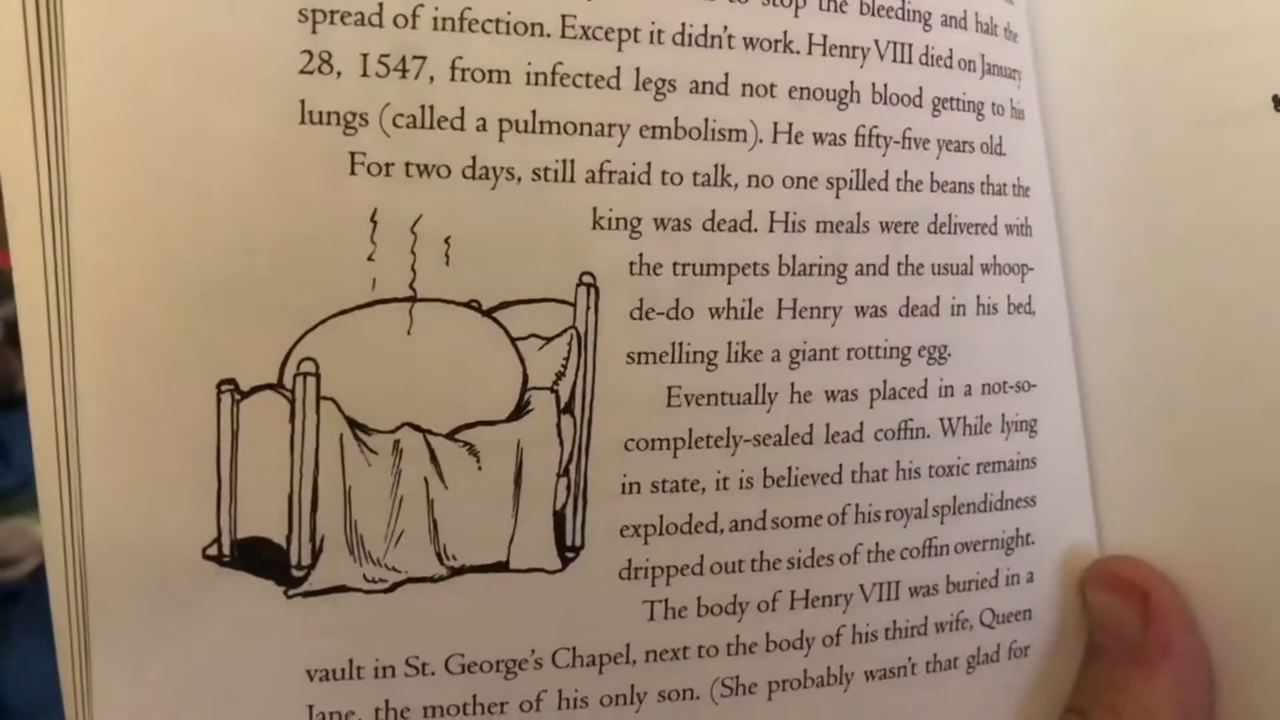 stop the bleeding and halt the
spread of infection. Except it didn't work. Henry VIII died on January
28, 1547, from infected legs and not enough blood getting to his
lungs (called a pulmonary embolism). He was fifty-five years old.
For two days, still afraid to talk, no one spilled the beans that the
king was dead. His meals were delivered with
the trumpets blaring and the usual whoop-
de-do while Henry was dead in his bed,
smelling like a giant rotting egg.
Eventually he was placed in a not-so-
completely-sealed lead coffin. While lying
in state, it is believed that his toxic remains
exploded, and some of his royal splendidness
dripped out the sides of the coffin overnight.
The body of Henry VIII was buried in a
vault in St. George's Chapel, next to the body of his third wife, Queen
Jane, the mother of his only son. (She probably wasn't that glad for